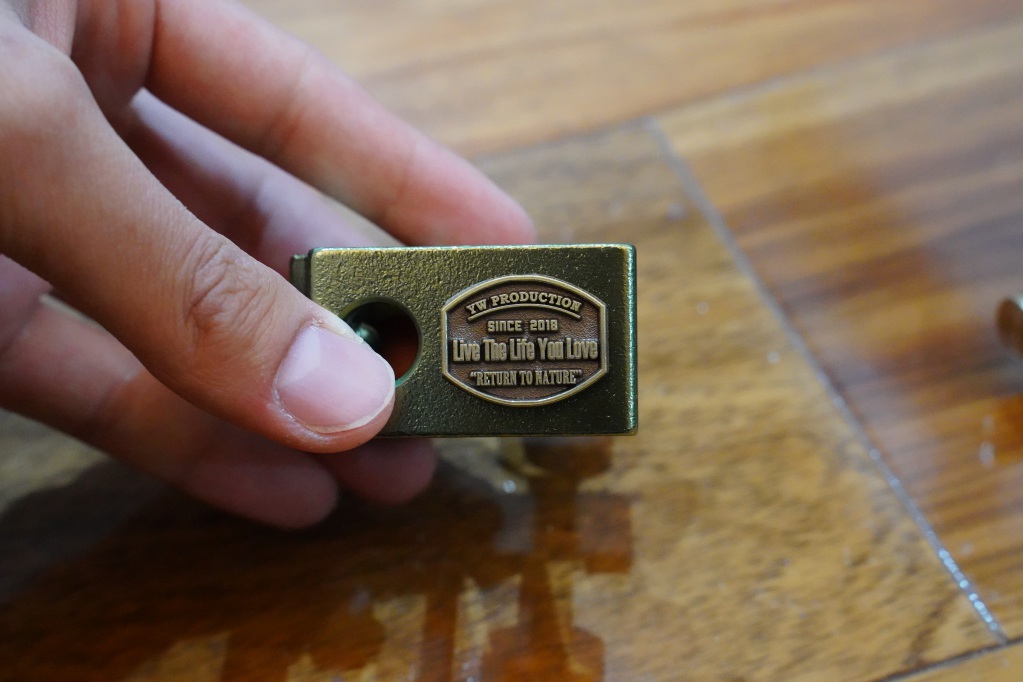 YW PRODUCTION
SINCE 2018
Live The Life You Love
"RETURN TO NATURE"